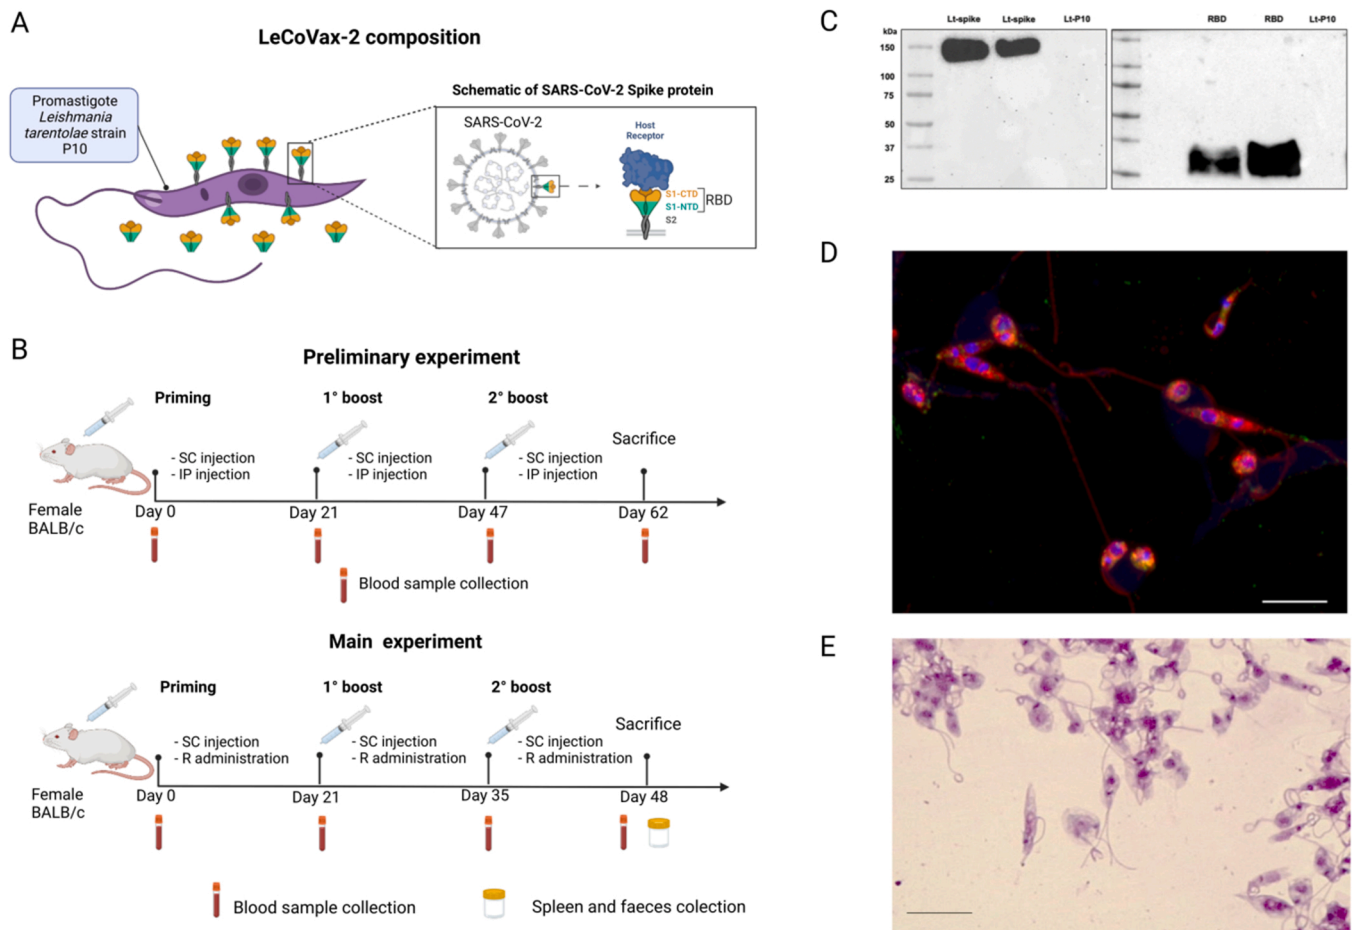 A
LeCoVax-2 composition
Promastigote
Leishmania
tarentolae strain
P10
Schematic of SARS-CoV-2 Spike protein
SARS-CoV-2
Host
Receptor
S1-CTD
S1-NTD
RBD
S2
B
Preliminary experiment
Priming
1° boost
2° boost
Sacrifice
- SC injection
- IP injection
- SC injection
- IP injection
- SC injection
- IP injection
Female
BALB/c
Day 0
Day 21
Day 47
Day 62
Blood sample collection
Main experiment
Priming
1° boost
2° boost
Sacrifice
- SC injection
- R administration
- SC injection
- R administration
- SC injection
- R administration
Female
BALB/c
Day 0
Day 21
Day 35
Day 48
Blood sample collection
Spleen and faeces colection
C
Lt-spike
Lt-spike
Lt-P10
RBD
RBD
Lt-P10
kDa
150
100
75
50
37
25
D
E